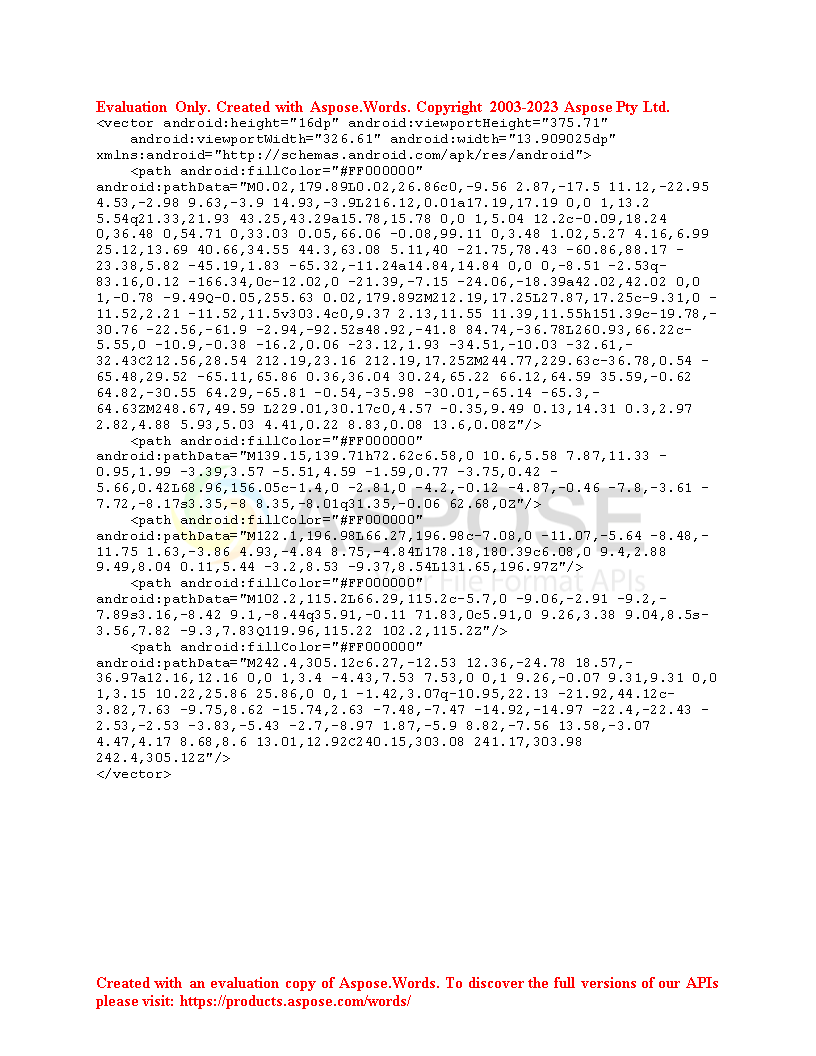 Evaluation Only. Created with Aspose.Words. Copyright 2003-2023 Aspose Pty Ltd.
<vector android:height="16dp" android:viewportHeight="375.71"
    android:viewportWidth="326.61" android:width="13.909025dp"
xmlns:android="http://schemas.android.com/apk/res/android">
    <path android:fillColor="#FF000000"
android:pathData="M0.02,179.89L0.02,26.86c0,-9.56 2.87,-17.5 11.12,-22.95
4.53,-2.98 9.63,-3.9 14.93,-3.9L216.12,0.01a17.19,17.19 0,0 1,13.2
5.54q21.33,21.93 43.25,43.29a15.78,15.78 0,0 1,5.04 12.2c-0.09,18.24
0,36.48 0,54.71 0,33.03 0.05,66.06 -0.08,99.11 0,3.48 1.02,5.27 4.16,6.99
25.12,13.69 40.66,34.55 44.3,63.08 5.11,40 -21.75,78.43 -60.86,88.17 -
23.38,5.82 -45.19,1.83 -65.32,-11.24a14.84,14.84 0,0 0,-8.51 -2.53q-
83.16,0.12 -166.34,0c-12.02,0 -21.39,-7.15 -24.06,-18.39a42.02,42.02 0,0
1,-0.78 -9.49Q-0.05,255.63 0.02,179.89ZM212.19,17.25L27.87,17.25c-9.31,0 -
11.52,2.21 -11.52,11.5v303.4c0,9.37 2.13,11.55 11.39,11.55h151.39c-19.78,-
30.76 -22.56,-61.9 -2.94,-92.52s48.92,-41.8 84.74,-36.78L260.93,66.22c-
5.55,0 -10.9,-0.38 -16.2,0.06 -23.12,1.93 -34.51,-10.03 -32.61,-
32.43C212.56,28.54 212.19,23.16 212.19,17.25ZM244.77,229.63c-36.78,0.54 -
65.48,29.52 -65.11,65.86 0.36,36.04 30.24,65.22 66.12,64.59 35.59,-0.62
64.82,-30.55 64.29,-65.81 -0.54,-35.98 -30.01,-65.14 -65.3,-
64.63ZM248.67,49.59 L229.01,30.17c0,4.57 -0.35,9.49 0.13,14.31 0.3,2.97
2.82,4.88 5.93,5.03 4.41,0.22 8.83,0.08 13.6,0.08Z"/>
    <path android:fillColor="#FF000000"
android:pathData="M139.15,139.71h72.62c6.58,0 10.6,5.58 7.87,11.33 -
0.95,1.99 -3.39,3.57 -5.51,4.59 -1.59,0.77 -3.75,0.42 -
5.66,0.42L68.96,156.05c-1.4,0 -2.81,0 -4.2,-0.12 -4.87,-0.46 -7.8,-3.61 -
7.72,-8.17s3.35,-8 8.35,-8.01q31.35,-0.06 62.68,0Z"/>
    <path android:fillColor="#FF000000"
android:pathData="M122.1,196.98L66.27,196.98c-7.08,0 -11.07,-5.64 -8.48,-
11.75 1.63,-3.86 4.93,-4.84 8.75,-4.84L178.18,180.39c6.08,0 9.4,2.88
9.49,8.04 0.11,5.44 -3.2,8.53 -9.37,8.54L131.65,196.97Z"/>
    <path android:fillColor="#FF000000"
android:pathData="M102.2,115.2L66.29,115.2c-5.7,0 -9.06,-2.91 -9.2,-
7.89s3.16,-8.42 9.1,-8.44q35.91,-0.11 71.83,0c5.91,0 9.26,3.38 9.04,8.5s-
3.56,7.82 -9.3,7.83Q119.96,115.22 102.2,115.2Z"/>
    <path android:fillColor="#FF000000"
android:pathData="M242.4,305.12c6.27,-12.53 12.36,-24.78 18.57,-
36.97a12.16,12.16 0,0 1,3.4 -4.43,7.53 7.53,0 0,1 9.26,-0.07 9.31,9.31 0,0
1,3.15 10.22,25.86 25.86,0 0,1 -1.42,3.07q-10.95,22.13 -21.92,44.12c-
3.82,7.63 -9.75,8.62 -15.74,2.63 -7.48,-7.47 -14.92,-14.97 -22.4,-22.43 -
2.53,-2.53 -3.83,-5.43 -2.7,-8.97 1.87,-5.9 8.82,-7.56 13.58,-3.07
4.47,4.17 8.68,8.6 13.01,12.92C240.15,303.08 241.17,303.98
242.4,305.12Z"/>
</vector>
ASPOSE
Your File Format APIs
Created with an evaluation copy of Aspose.Words. To discover the full versions of our APIs
please visit: https://products.aspose.com/words/